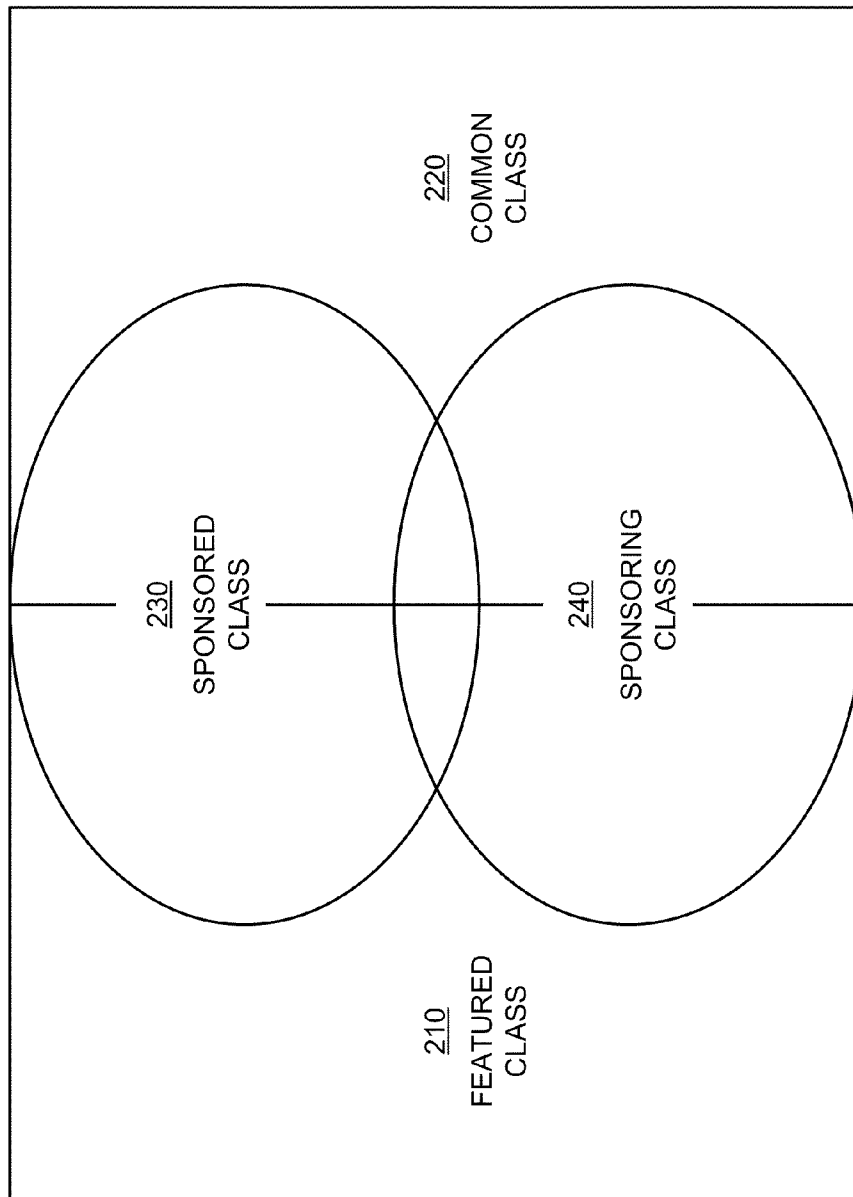 230
SPONSORED
CLASS
210
FEATURED
CLASS
220
COMMON
CLASS
240
SPONSORING
CLASS